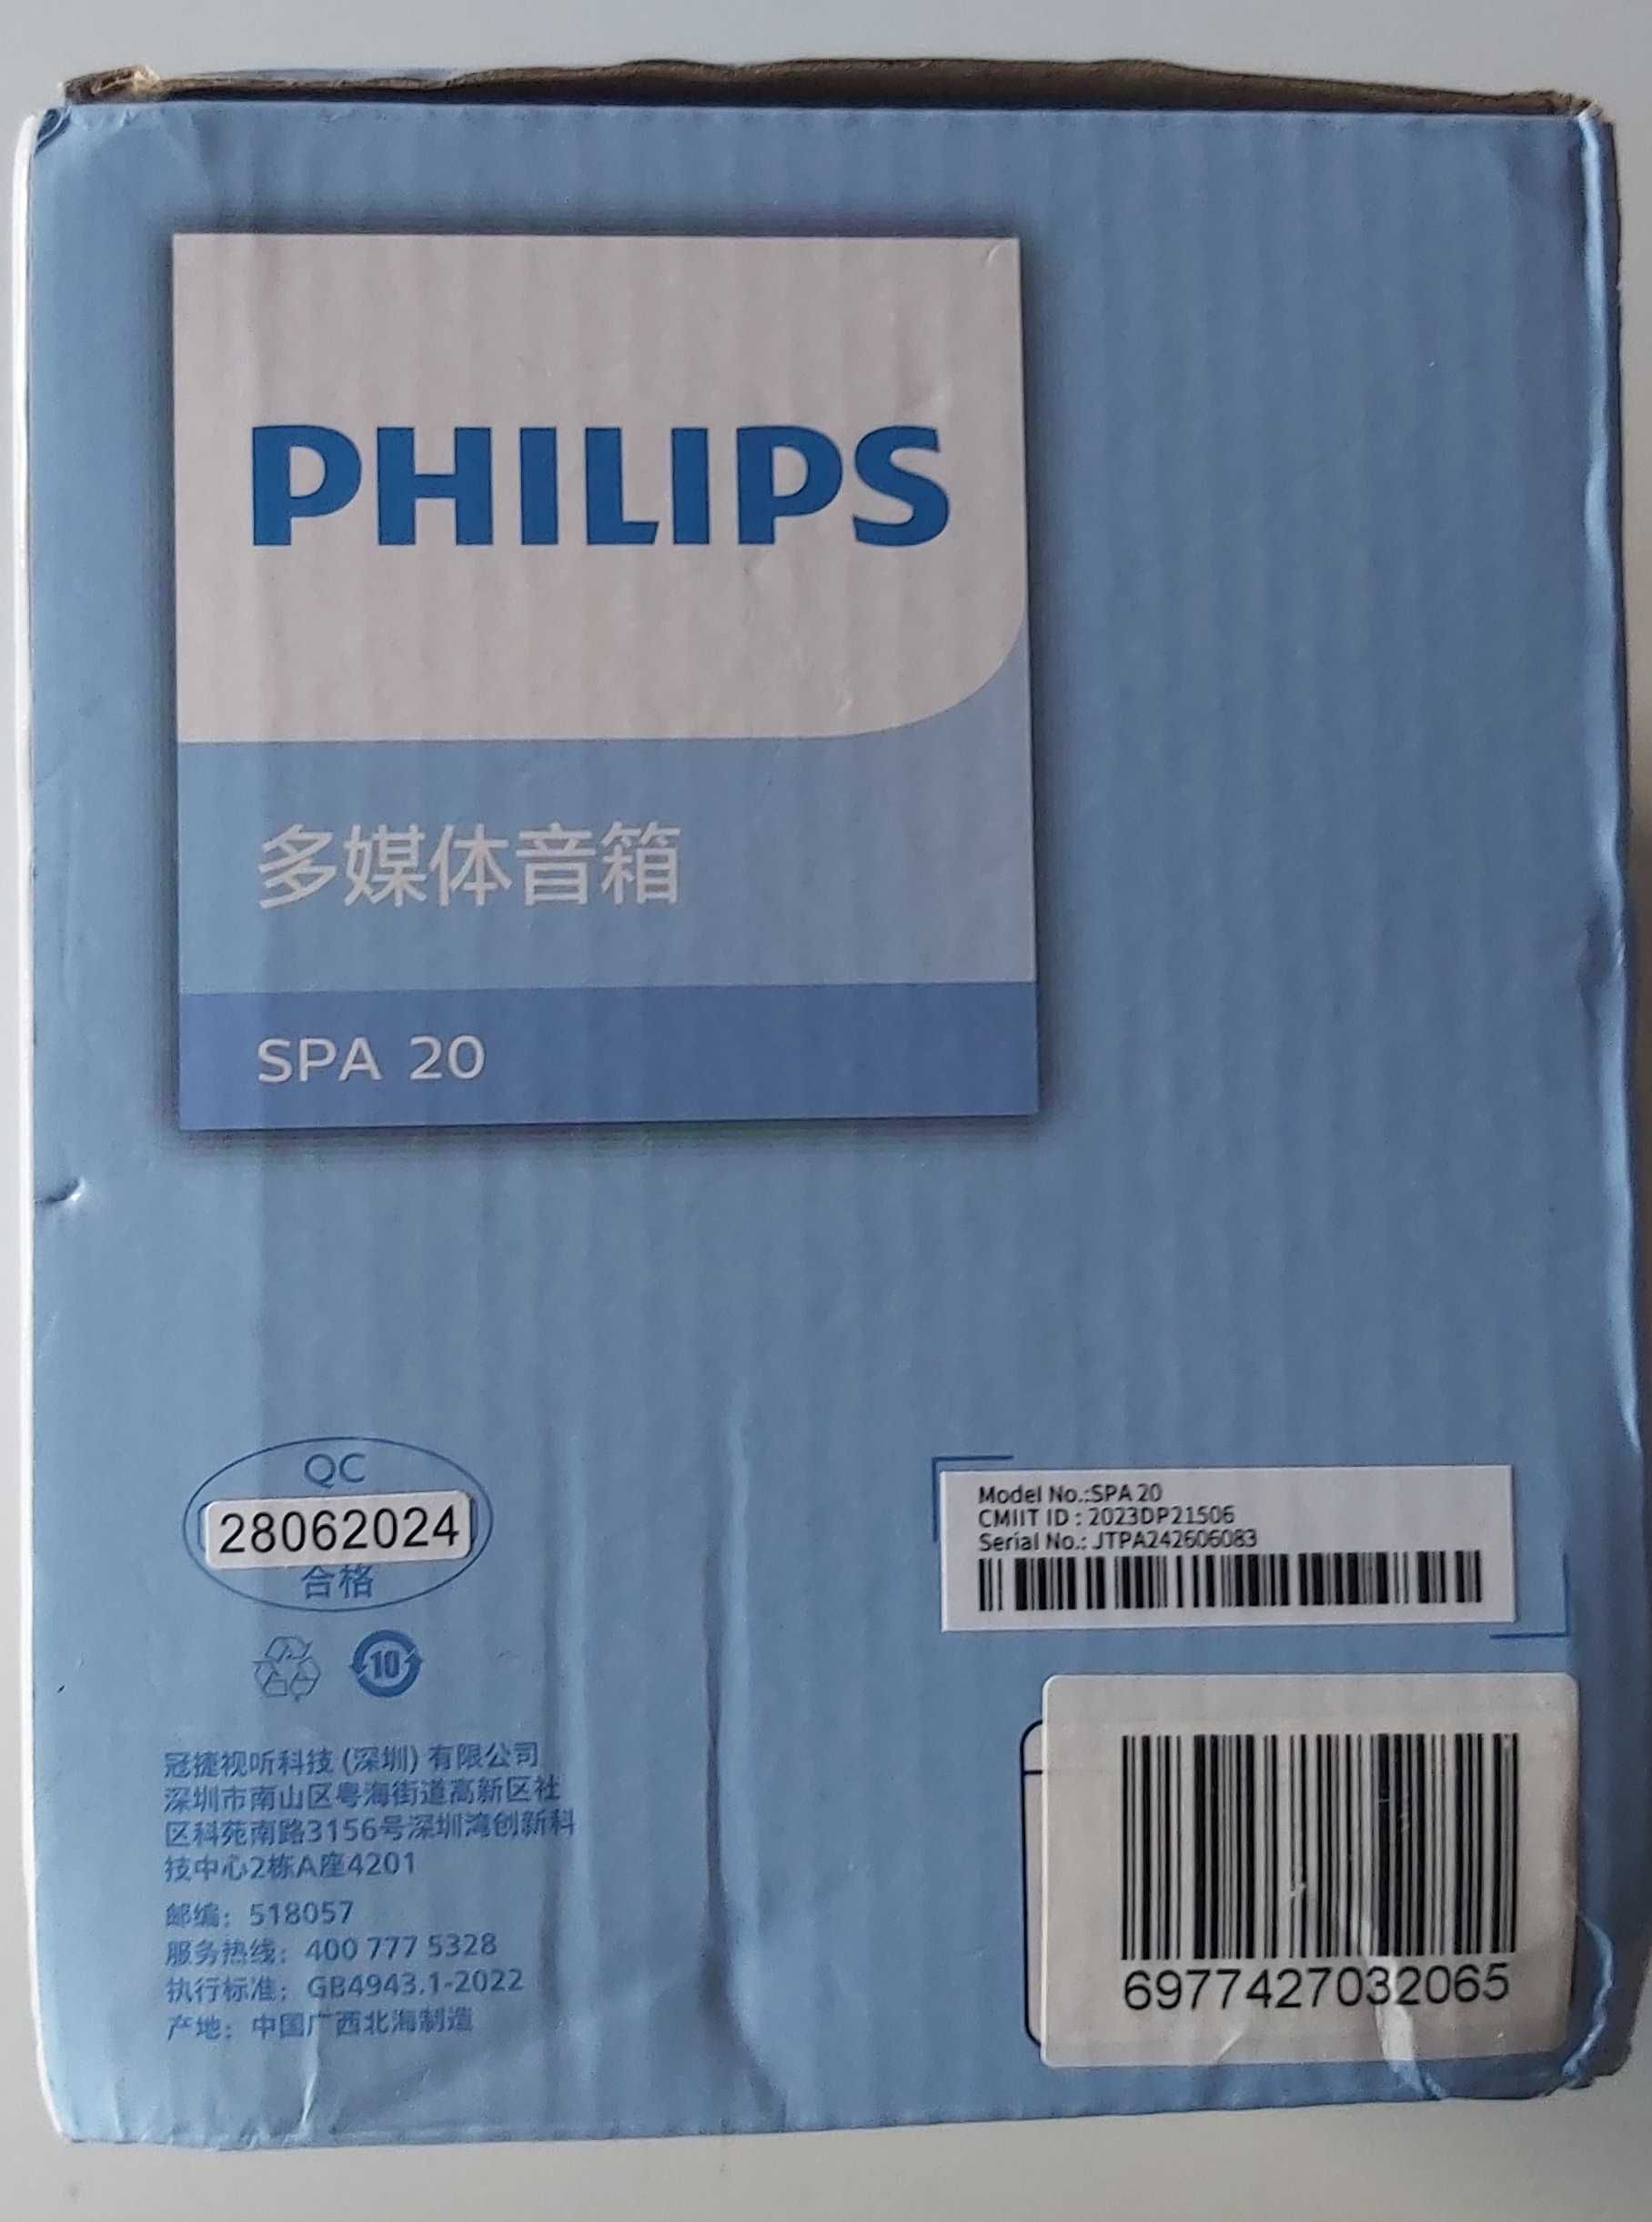 PHILIPS
多媒体音箱
SPA 20
QC
28062024
合格
10
Model No.:SPA 20
CMIIT ID : 2023DP21506
Serial No.: JTPA242606083
冠捷视听科技 (深圳) 有限公司
深圳市南山区粤海街道高新区社
区科苑南路3156号深圳湾创新科
技中心2栋A座4201
邮编：518057
服务热线：400 777 5328
执行标准：GB4943.1-2022
产地：中国广西北海制造
6977427032065